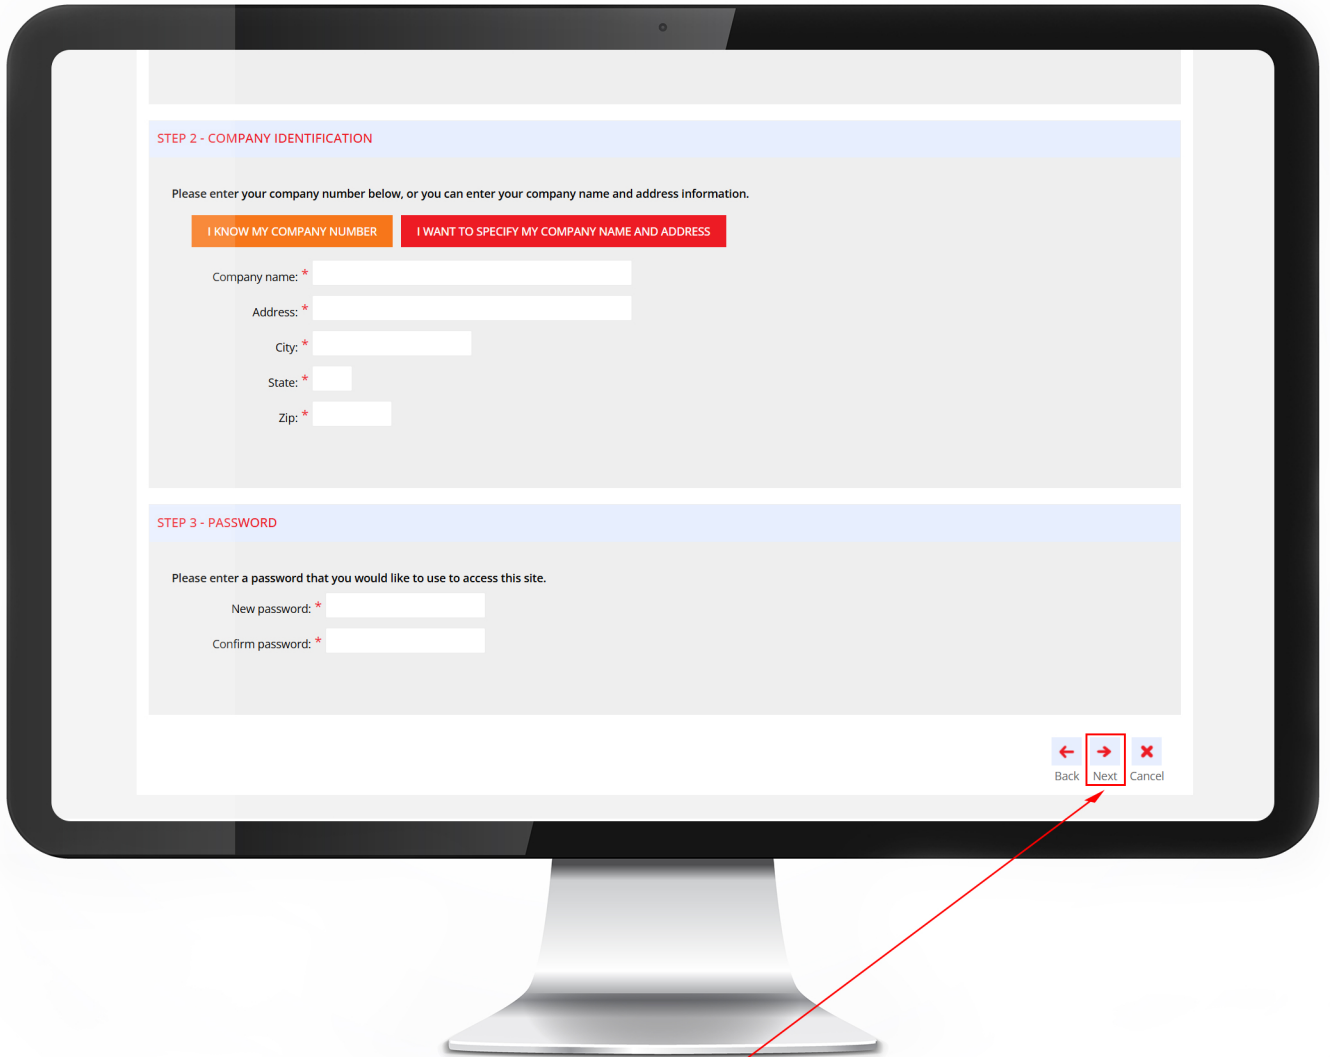 STEP 2 - COMPANY IDENTIFICATION
Please enter your company number below, or you can enter your company name and address information.
I KNOW MY COMPANY NUMBER I WANT TO SPECIFY MY COMPANY NAME AND ADDRESS
Company name: *
Address: *
City: *
State: *
Zip: *
STEP 3 - PASSWORD
Please enter a password that you would like to use to access this site.
New password: *
Confirm password: *
Back Next Cancel